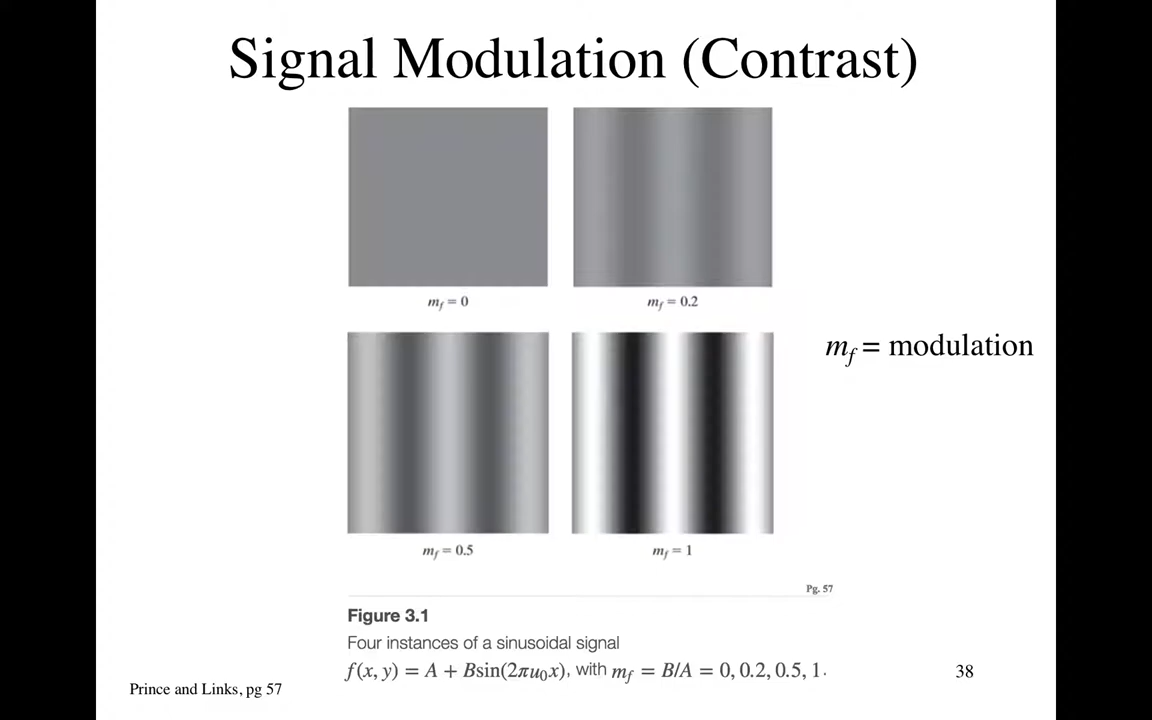 Signal Modulation (Contrast)
m_f = 0
m_f = 0.2
m_f = modulation
m_f = 0.5
m_f = 1
Pg. 57
Figure 3.1
Four instances of a sinusoidal signal
f(x, y) = A + Bsin(2πu₀x), with m_f = B/A = 0, 0.2, 0.5, 1.
38
Prince and Links, pg 57